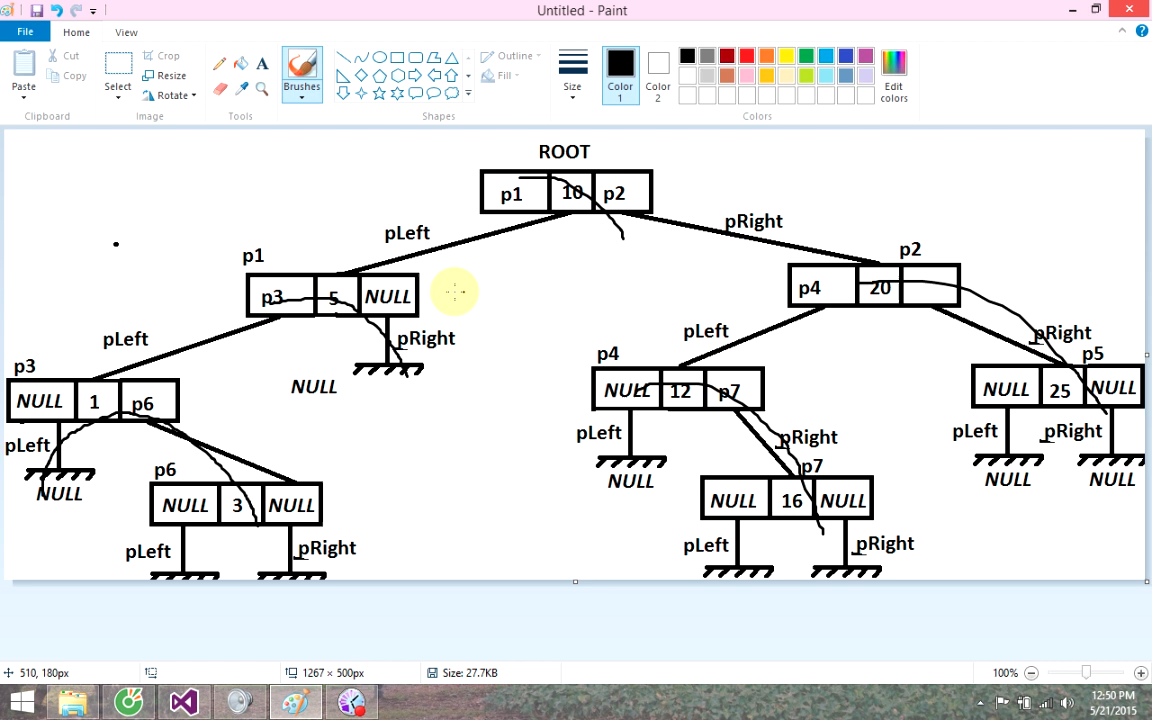 Untitled - Paint
File Home View
Paste
Cut
Copy
Clipboard
Select
Crop
Resize
Rotate
Image
A
Tools
Brushes
Outline
Fill
Shapes
Size
Color 1
Color 2
Edit colors
Colors
ROOT
p1 10 p2
pLeft pRight
p1 p2
p3 5 NULL
p4 20
pLeft pRight
pLeft pRight
p3 NULL p4 p5
NULL 1 p6
NULL 12 p7
NULL 25 NULL
pLeft
pLeft pRight
pLeft pRight
NULL p6 p7
NULL NULL NULL
NULL 3 NULL
NULL 16 NULL
pLeft pRight
pLeft pRight
510, 180px
1267 × 500px
Size: 27.7KB
100%
12:50 PM
5/21/2015